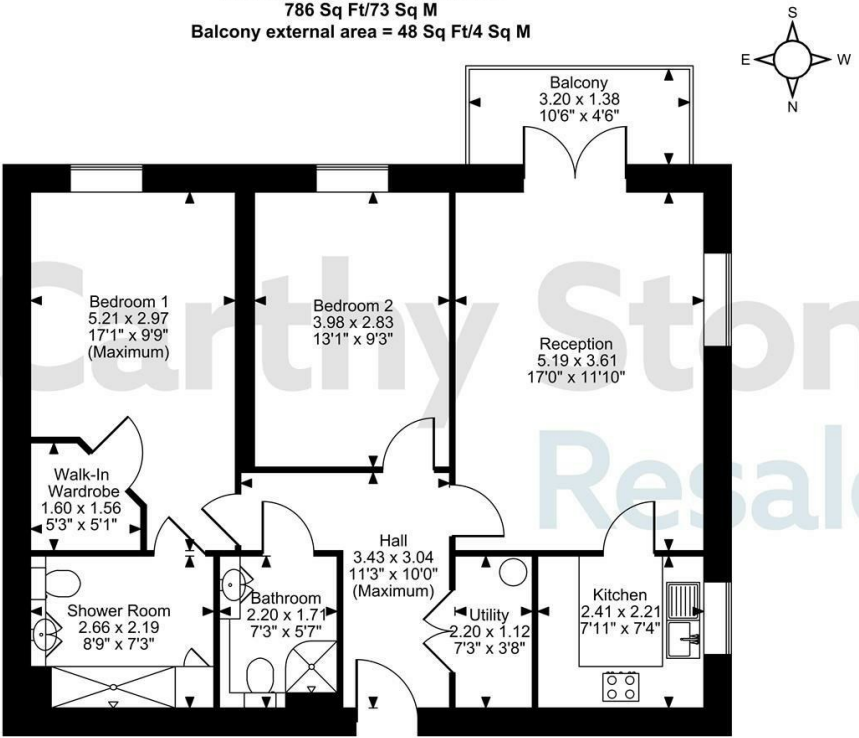 786 Sq Ft/73 Sq M
Balcony external area = 48 Sq Ft/4 Sq M
S
E
W
N
Balcony
3.20 x 1.38
10'6" x 4'6"
Bedroom 1
5.21 x 2.97
17'1" x 9'9"
(Maximum)
Bedroom 2
3.98 x 2.83
13'1" x 9'3"
Reception
5.19 x 3.61
17'0" x 11'10"
Carthy Ston
Resale
Walk-In
Wardrobe
1.60 x 1.56
5'3" x 5'1"
Hall
3.43 x 3.04
11'3" x 10'0"
(Maximum)
Shower Room
2.66 x 2.19
8'9" x 7'3"
Bathroom
2.20 x 1.71
7'3" x 5'7"
Utility
2.20 x 1.12
7'3" x 3'8"
Kitchen
2.41 x 2.21
7'11" x 7'4"